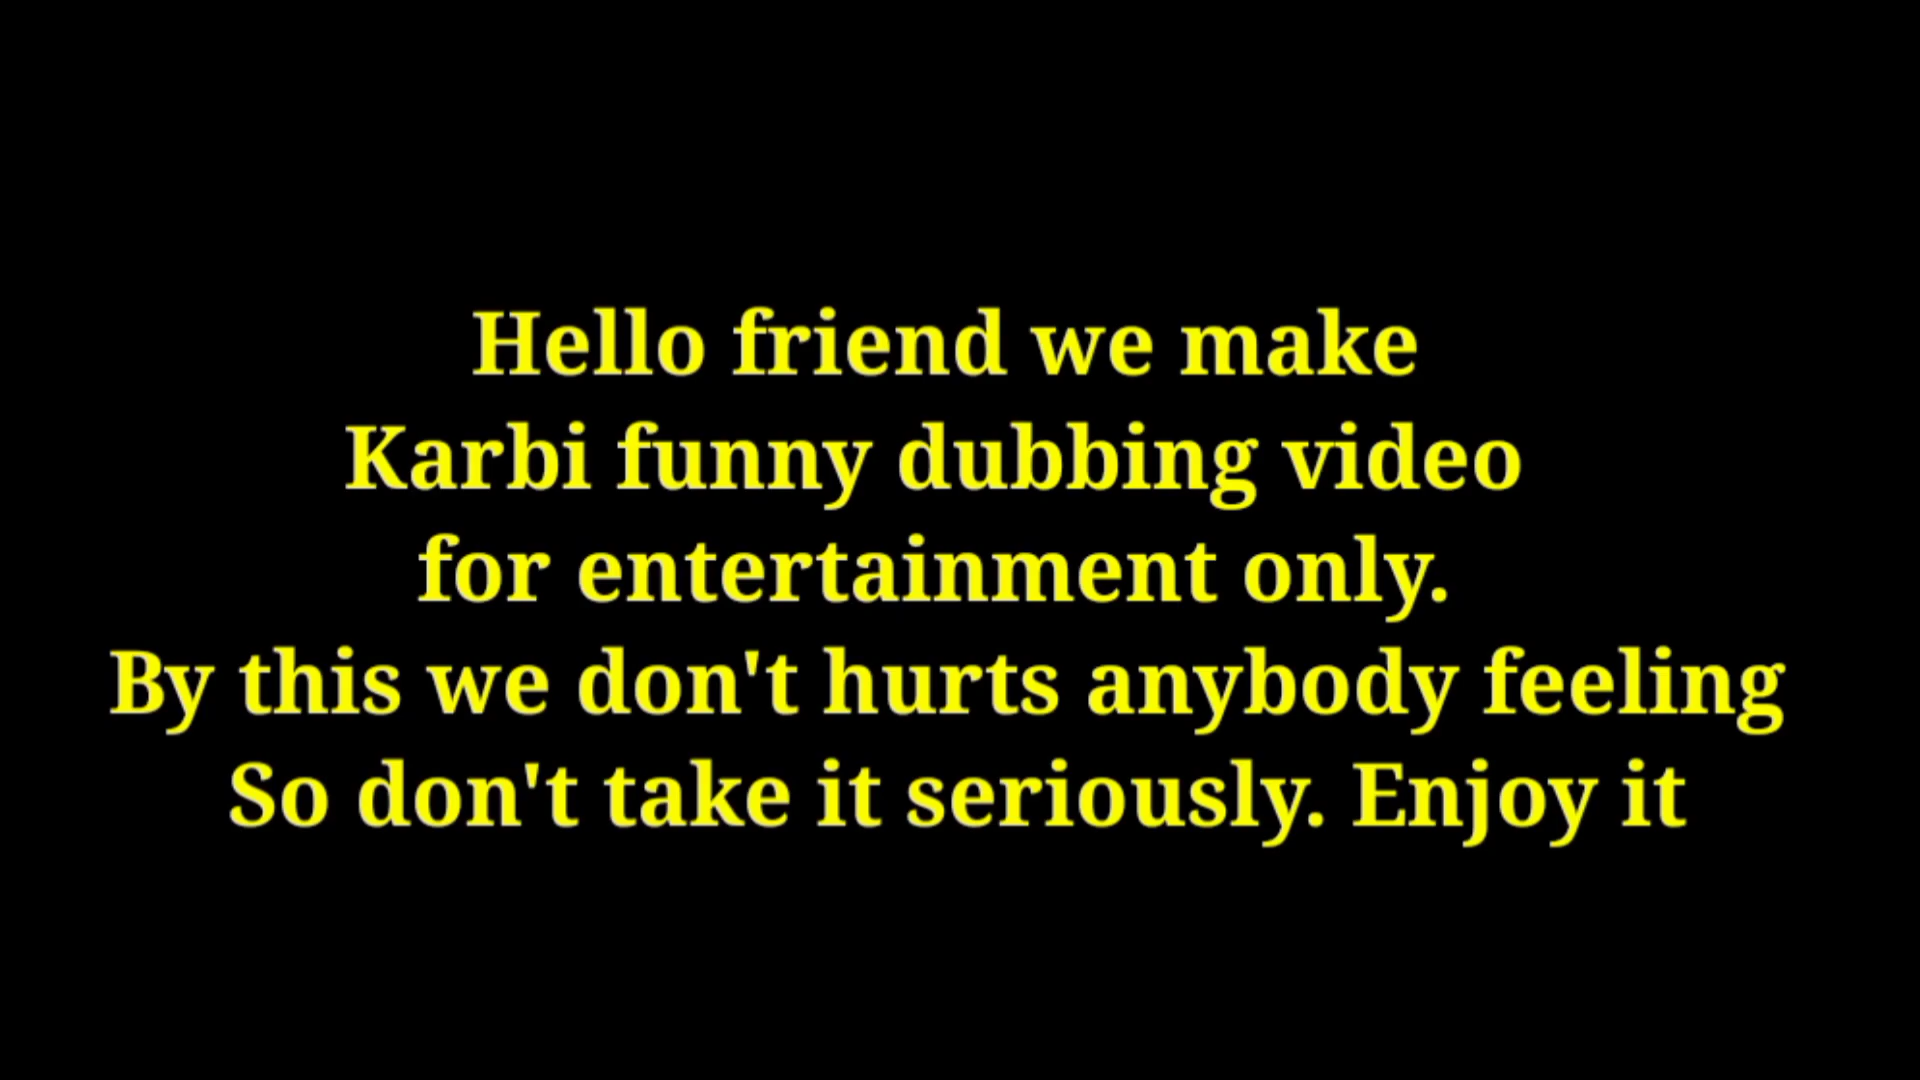 Hello friend we make
Karbi funny dubbing video
for entertainment only.
By this we don't hurts anybody feeling
So don't take it seriously. Enjoy it